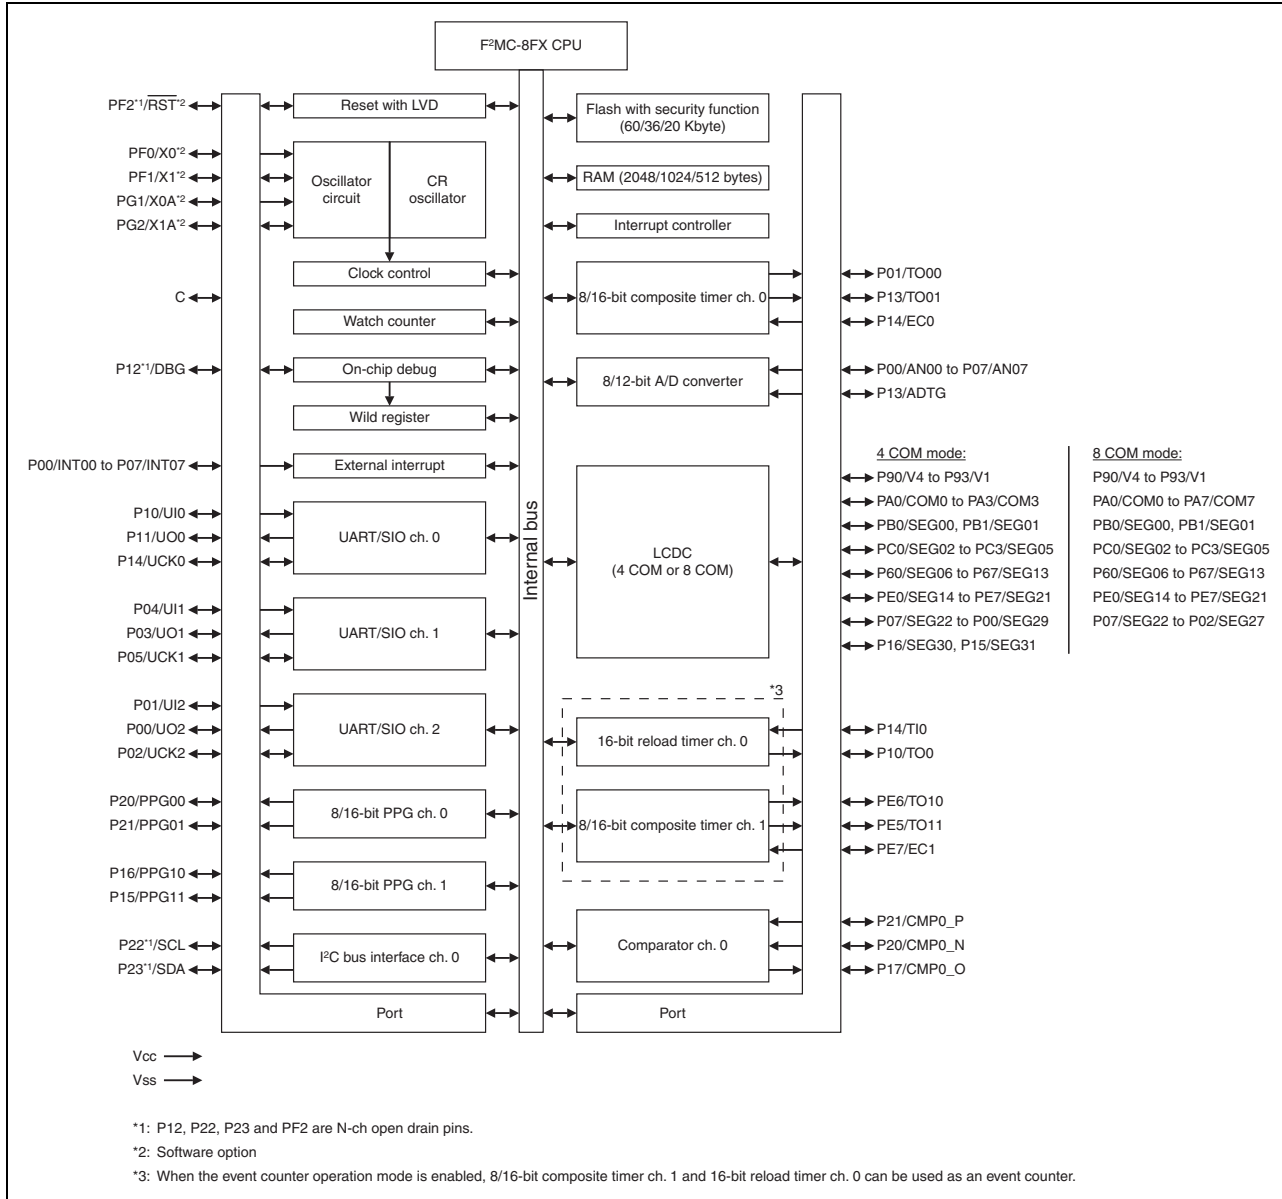 F²MC-8FX CPU
PF2*1/RST*2
PF0/X0*2
PF1/X1*2
PG1/X0A*2
PG2/X1A*2
C
P12*1/DBG
P00/INT00 to P07/INT07
P10/UI0
P11/UO0
P14/UCK0
P04/UI1
P03/UO1
P05/UCK1
P01/UI2
P00/UO2
P02/UCK2
P20/PPG00
P21/PPG01
P16/PPG10
P15/PPG11
P22*1/SCL
P23*1/SDA
Reset with LVD
Oscillator
circuit
CR
oscillator
Clock control
Watch counter
On-chip debug
Wild register
External interrupt
UART/SIO ch. 0
UART/SIO ch. 1
UART/SIO ch. 2
8/16-bit PPG ch. 0
8/16-bit PPG ch. 1
I²C bus interface ch. 0
Port
Internal bus
Flash with security function
(60/36/20 Kbyte)
RAM (2048/1024/512 bytes)
Interrupt controller
8/16-bit composite timer ch. 0
8/12-bit A/D converter
LCDC
(4 COM or 8 COM)
*3
16-bit reload timer ch. 0
8/16-bit composite timer ch. 1
Comparator ch. 0
Port
P01/TO00
P13/TO01
P14/EC0
P00/AN00 to P07/AN07
P13/ADTG
4 COM mode:
P90/V4 to P93/V1
PA0/COM0 to PA3/COM3
PB0/SEG00, PB1/SEG01
PC0/SEG02 to PC3/SEG05
P60/SEG06 to P67/SEG13
PE0/SEG14 to PE7/SEG21
P07/SEG22 to P00/SEG29
P16/SEG30, P15/SEG31
8 COM mode:
P90/V4 to P93/V1
PA0/COM0 to PA7/COM7
PB0/SEG00, PB1/SEG01
PC0/SEG02 to PC3/SEG05
P60/SEG06 to P67/SEG13
PE0/SEG14 to PE7/SEG21
P07/SEG22 to P02/SEG27
P14/TI0
P10/TO0
PE6/TO10
PE5/TO11
PE7/EC1
P21/CMP0_P
P20/CMP0_N
P17/CMP0_O
Vcc
Vss
*1: P12, P22, P23 and PF2 are N-ch open drain pins.
*2: Software option
*3: When the event counter operation mode is enabled, 8/16-bit composite timer ch. 1 and 16-bit reload timer ch. 0 can be used as an event counter.